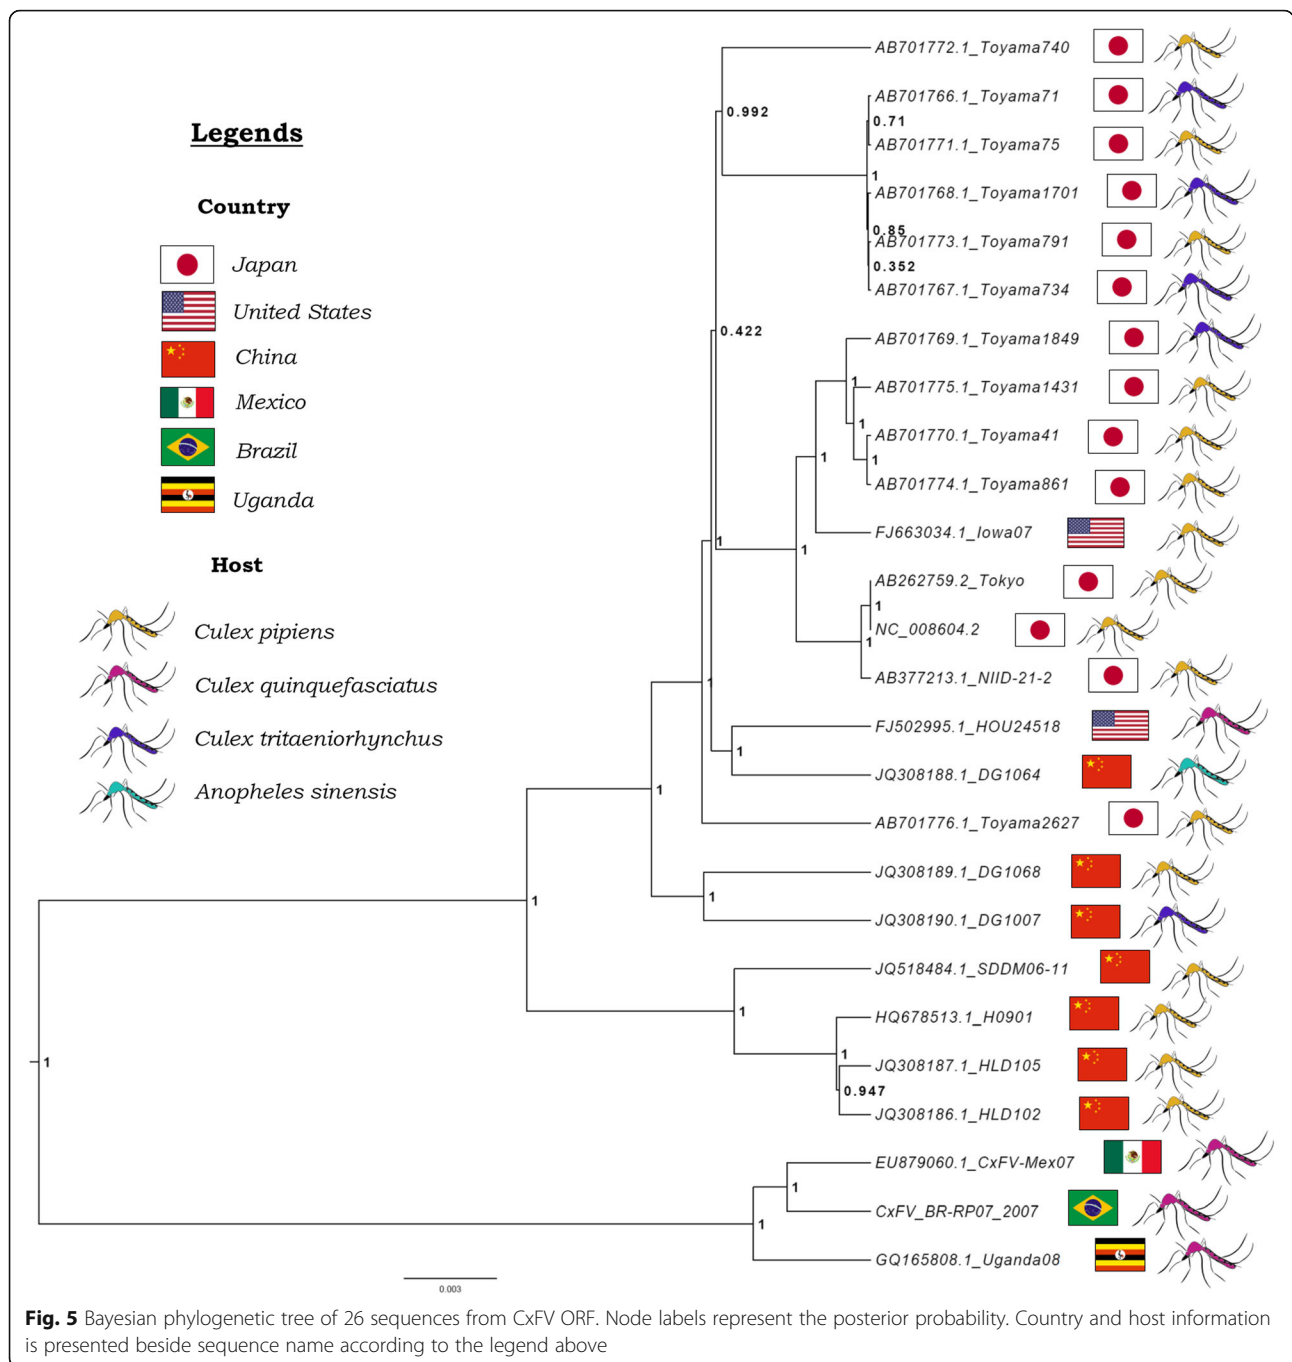 Legends
Country
Japan
United States
China
Mexico
Brazil
Uganda
Host
Culex pipiens
Culex quinquefasciatus
Culex tritaeniorhynchus
Anopheles sinensis
AB701772.1_Toyama740
0.992
AB701766.1_Toyama71
0.71
AB701771.1_Toyama75
1
AB701768.1_Toyama1701
0.85
AB701773.1_Toyama791
0.352
AB701767.1_Toyama734
0.422
AB701769.1_Toyama1849
1
AB701775.1_Toyama1431
1
AB701770.1_Toyama41
1
1
AB701774.1_Toyama861
FJ663034.1_Iowa07
1
1
AB262759.2_Tokyo
1
NC_008604.2
1
AB377213.1_NIID-21-2
1
FJ502995.1_HOU24518
1
JQ308188.1_DG1064
1
AB701776.1_Toyama2627
JQ308189.1_DG1068
1
JQ308190.1_DG1007
1
JQ518484.1_SDDM06-11
1
HQ678513.1_H0901
1
JQ308187.1_HLD105
0.947
JQ308186.1_HLD102
1
EU879060.1_CxFV-Mex07
1
CxFV_BR-RP07_2007
1
GQ165808.1_Uganda08
0.003
Fig. 5 Bayesian phylogenetic tree of 26 sequences from CxFV ORF. Node labels represent the posterior probability. Country and host information
is presented beside sequence name according to the legend above